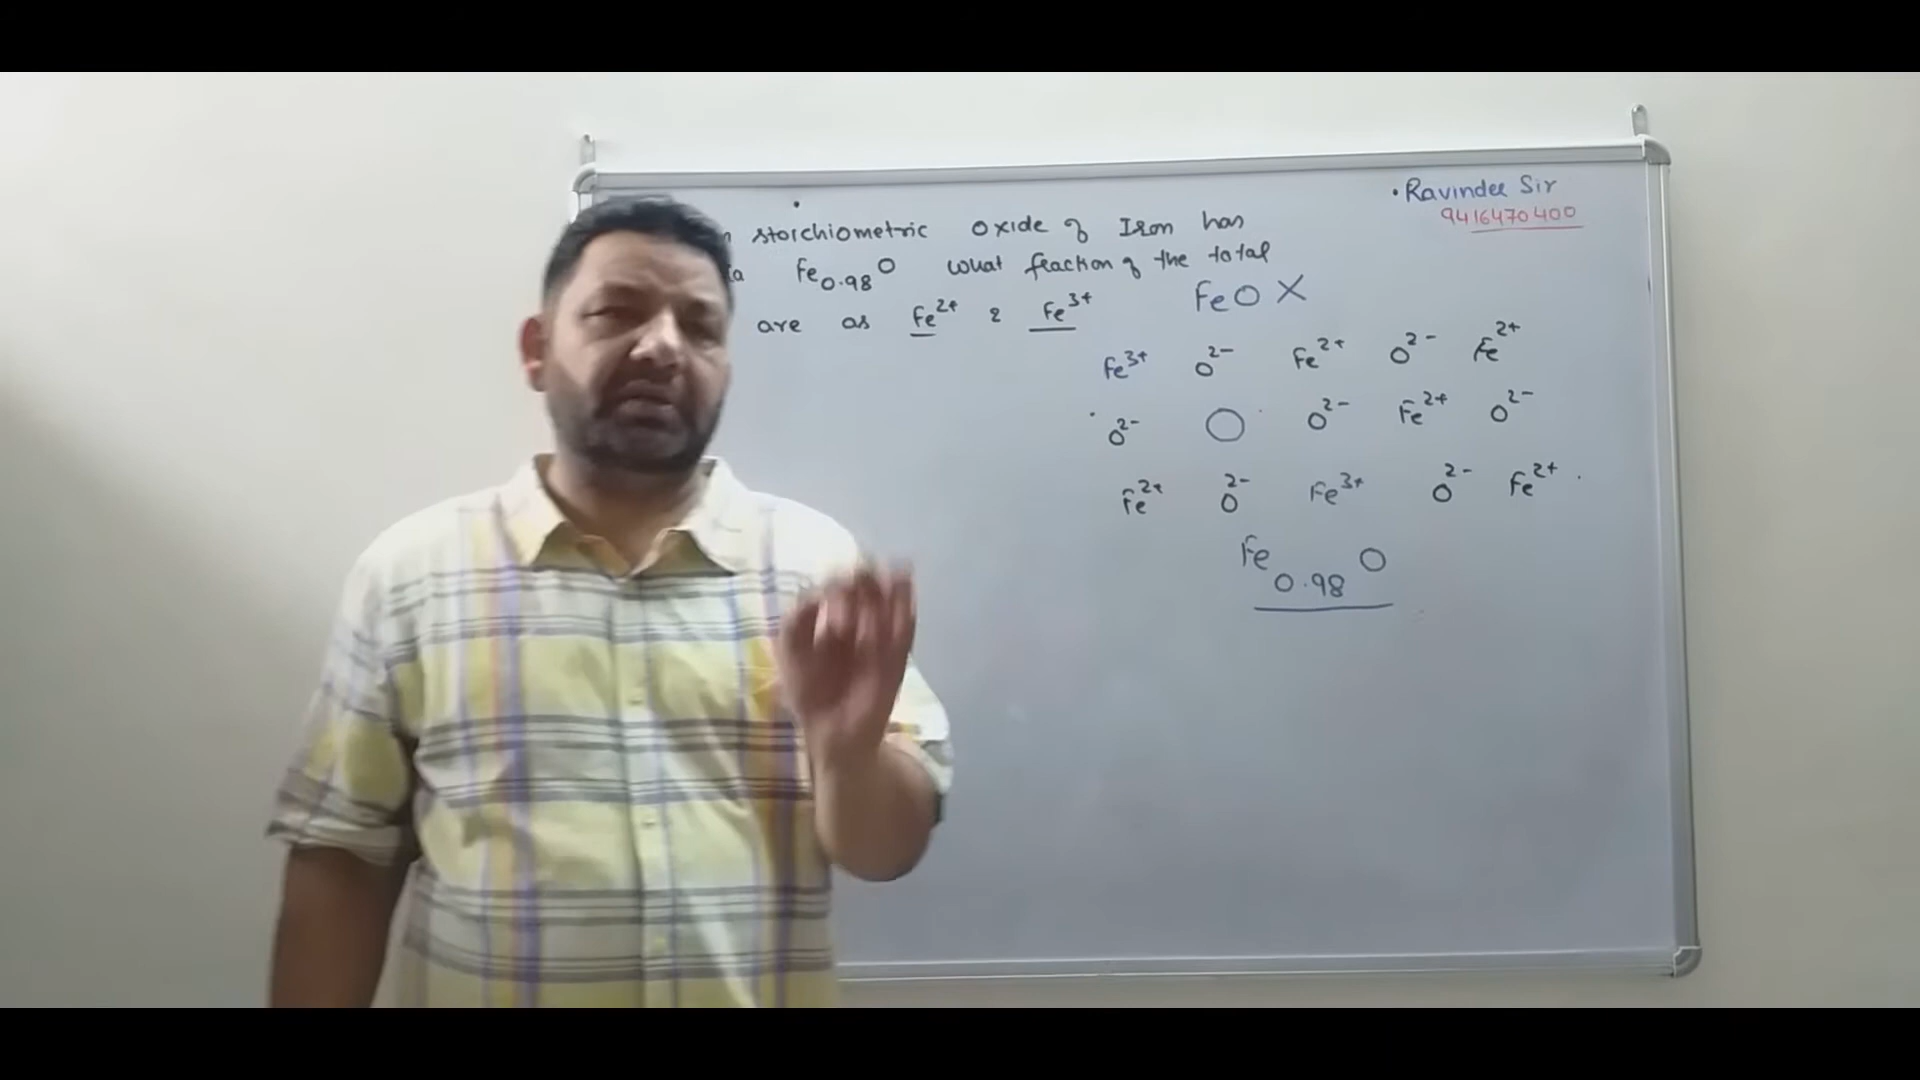 • Ravinder Sir
9416470400
stoichiometric oxide of Iron has
Fe0.98O what fraction of the total
are as Fe2+ & Fe3+
FeO X
Fe3+ O2- Fe2+ O2- Fe2+
O2- O2- Fe2+ O2-
Fe2+ O2- Fe3+ O2- Fe2+
Fe0.98O